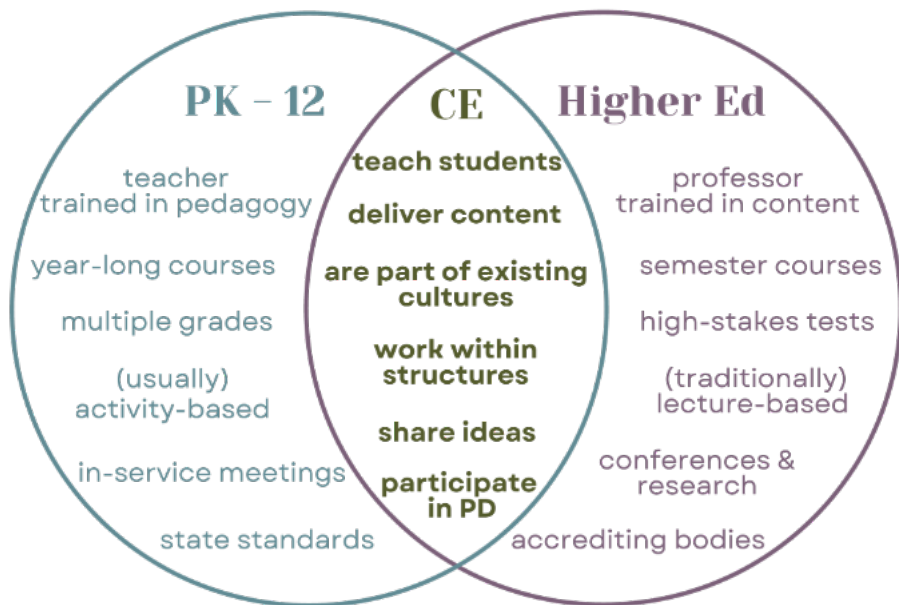 PK – 12
teacher
trained in pedagogy
year-long courses
multiple grades
(usually)
activity-based
in-service meetings
state standards
CE
teach students
deliver content
are part of existing
cultures
work within
structures
share ideas
participate
in PD
Higher Ed
professor
trained in content
semester courses
high-stakes tests
(traditionally)
lecture-based
conferences &
research
accrediting bodies